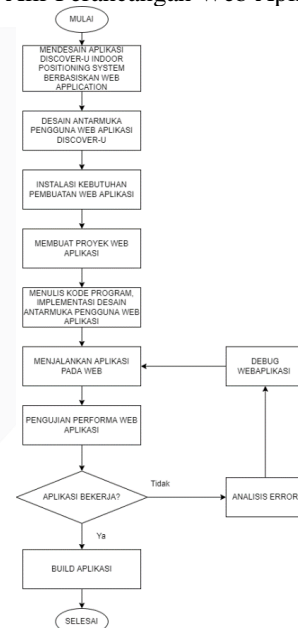 Perancangan Web Apli
MULAI
MENDESAIN APLIKASI
DISCOVER-U INDOOR
POSITIONING SYSTEM
BERBASISKAN WEB
APPLICATION
DESAIN ANTARMUKA
PENGGUNA WEB APLIKASI
DISCOVER-U
INSTALASI KEBUTUHAN
PEMBUATAN WEB APLIKASI
MEMBUAT PROYEK WEB
APLIKASI
MENULIS KODE PROGRAM,
IMPLEMENTASI DESAIN
ANTARMUKA PENGGUNA WEB
APLIKASI
MENJALANKAN APLIKASI
PADA WEB
DEBUG
WEBAPLIKASI
PENGUJIAN PERFORMA WEB
APLIKASI
APLIKASI BEKERJA?
Tidak
ANALISIS ERROR
Ya
BUILD APLIKASI
SELESAI